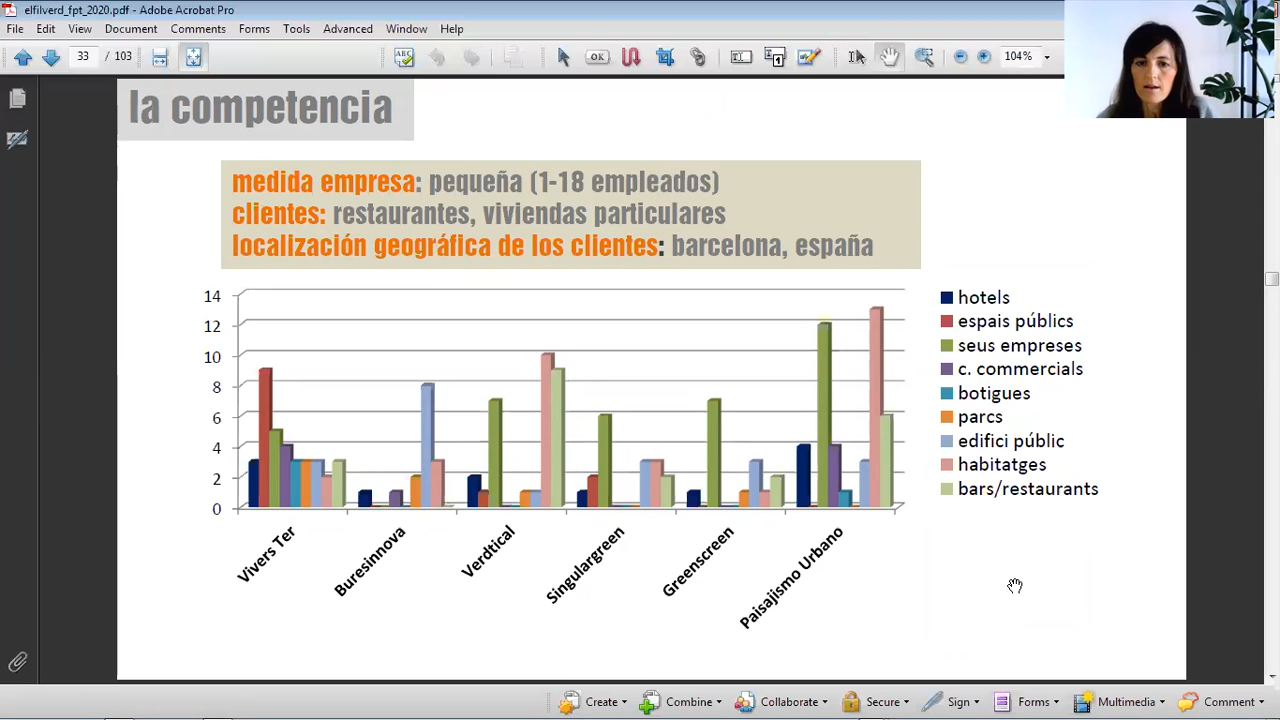 elfilverd_fpt_2020.pdf - Adobe Acrobat Pro
File Edit View Document Comments Forms Tools Advanced Window Help
33 / 103 ABC OK 104%
la competencia
medida empresa: pequeña (1-18 empleados)
clientes: restaurantes, viviendas particulares
localización geográfica de los clientes: barcelona, españa
14
12
10
8
6
4
2
0
Vivers Ter
Buresinnova
Verdtical
Singulargreen
Greenscreen
Paisajismo Urbano
hotels
espais públics
seus empreses
c. commercials
botigues
parcs
edifici públic
habitatges
bars/restaurants
Create Combine Collaborate Secure Sign Forms Multimedia Comment